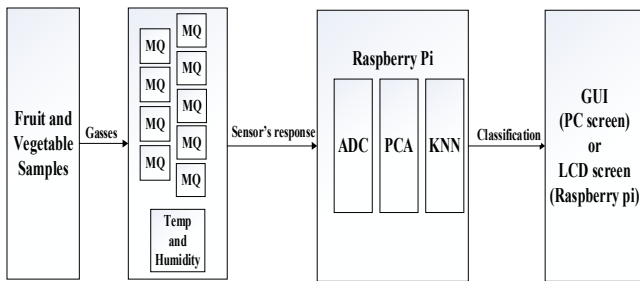 Fruit and
Vegetable
Samples
Gasses
MQ
MQ
MQ
MQ
MQ
MQ
MQ
MQ
MQ
Temp
and
Humidity
Sensor's response
Raspberry Pi
ADC
PCA
KNN
Classification
GUI
(PC screen)
or
LCD screen
(Raspberry pi)